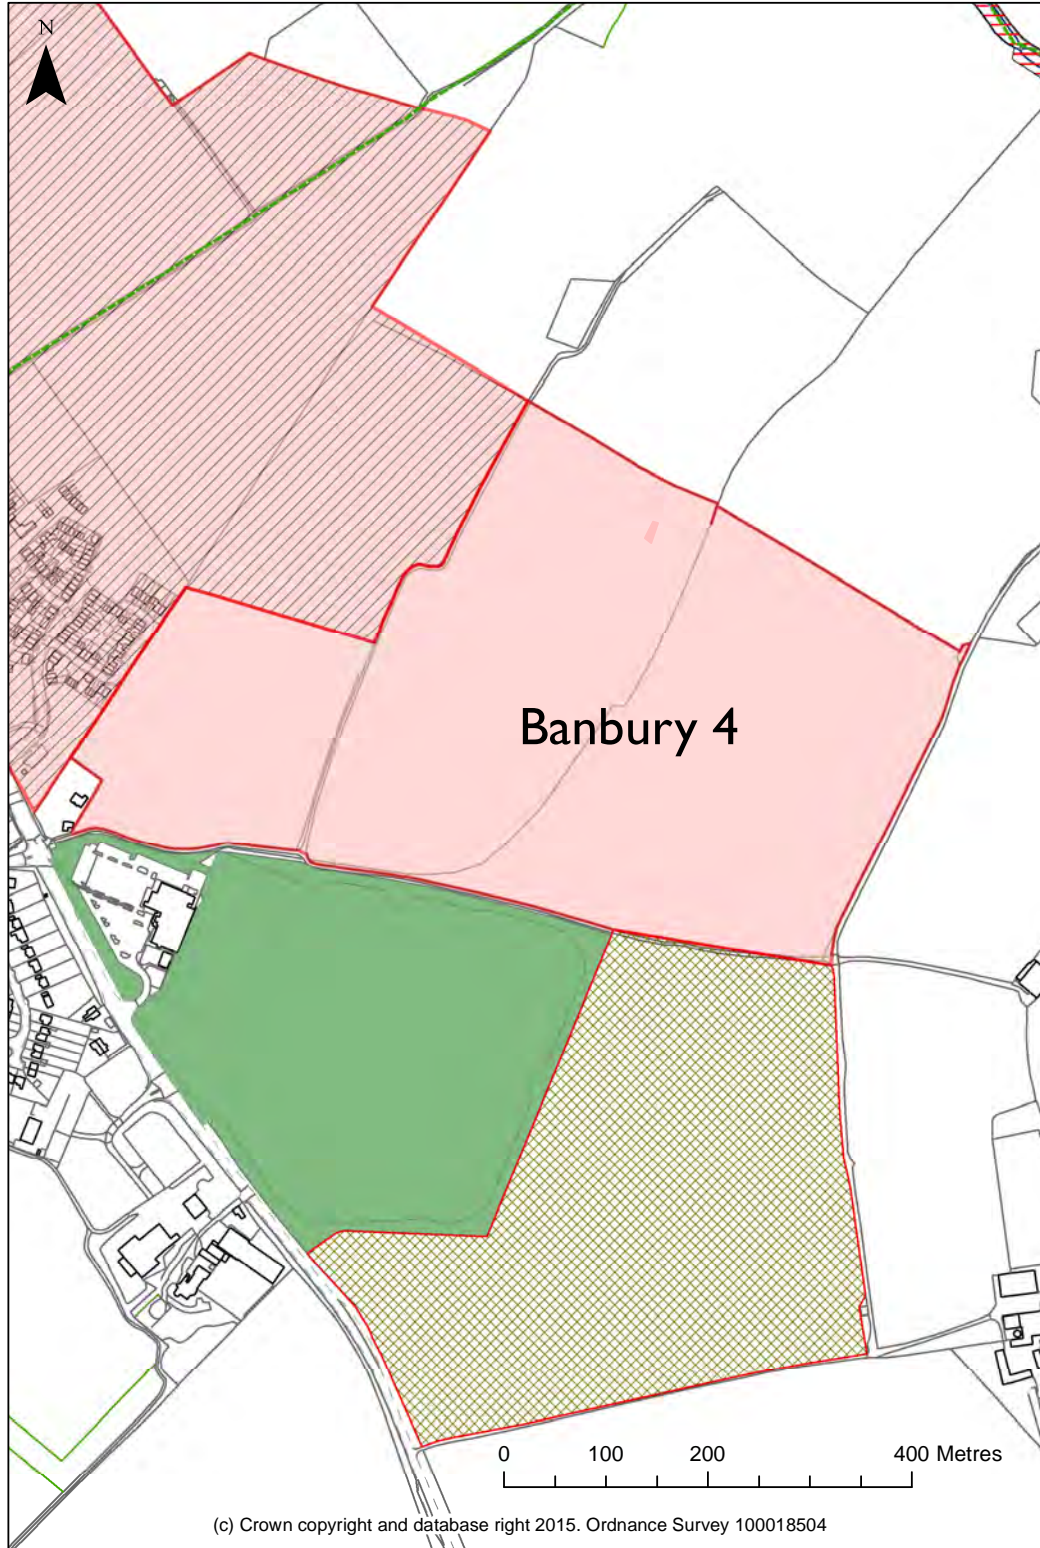 N
Banbury 4
0 100 200 400 Metres
(c) Crown copyright and database right 2015. Ordnance Survey 100018504